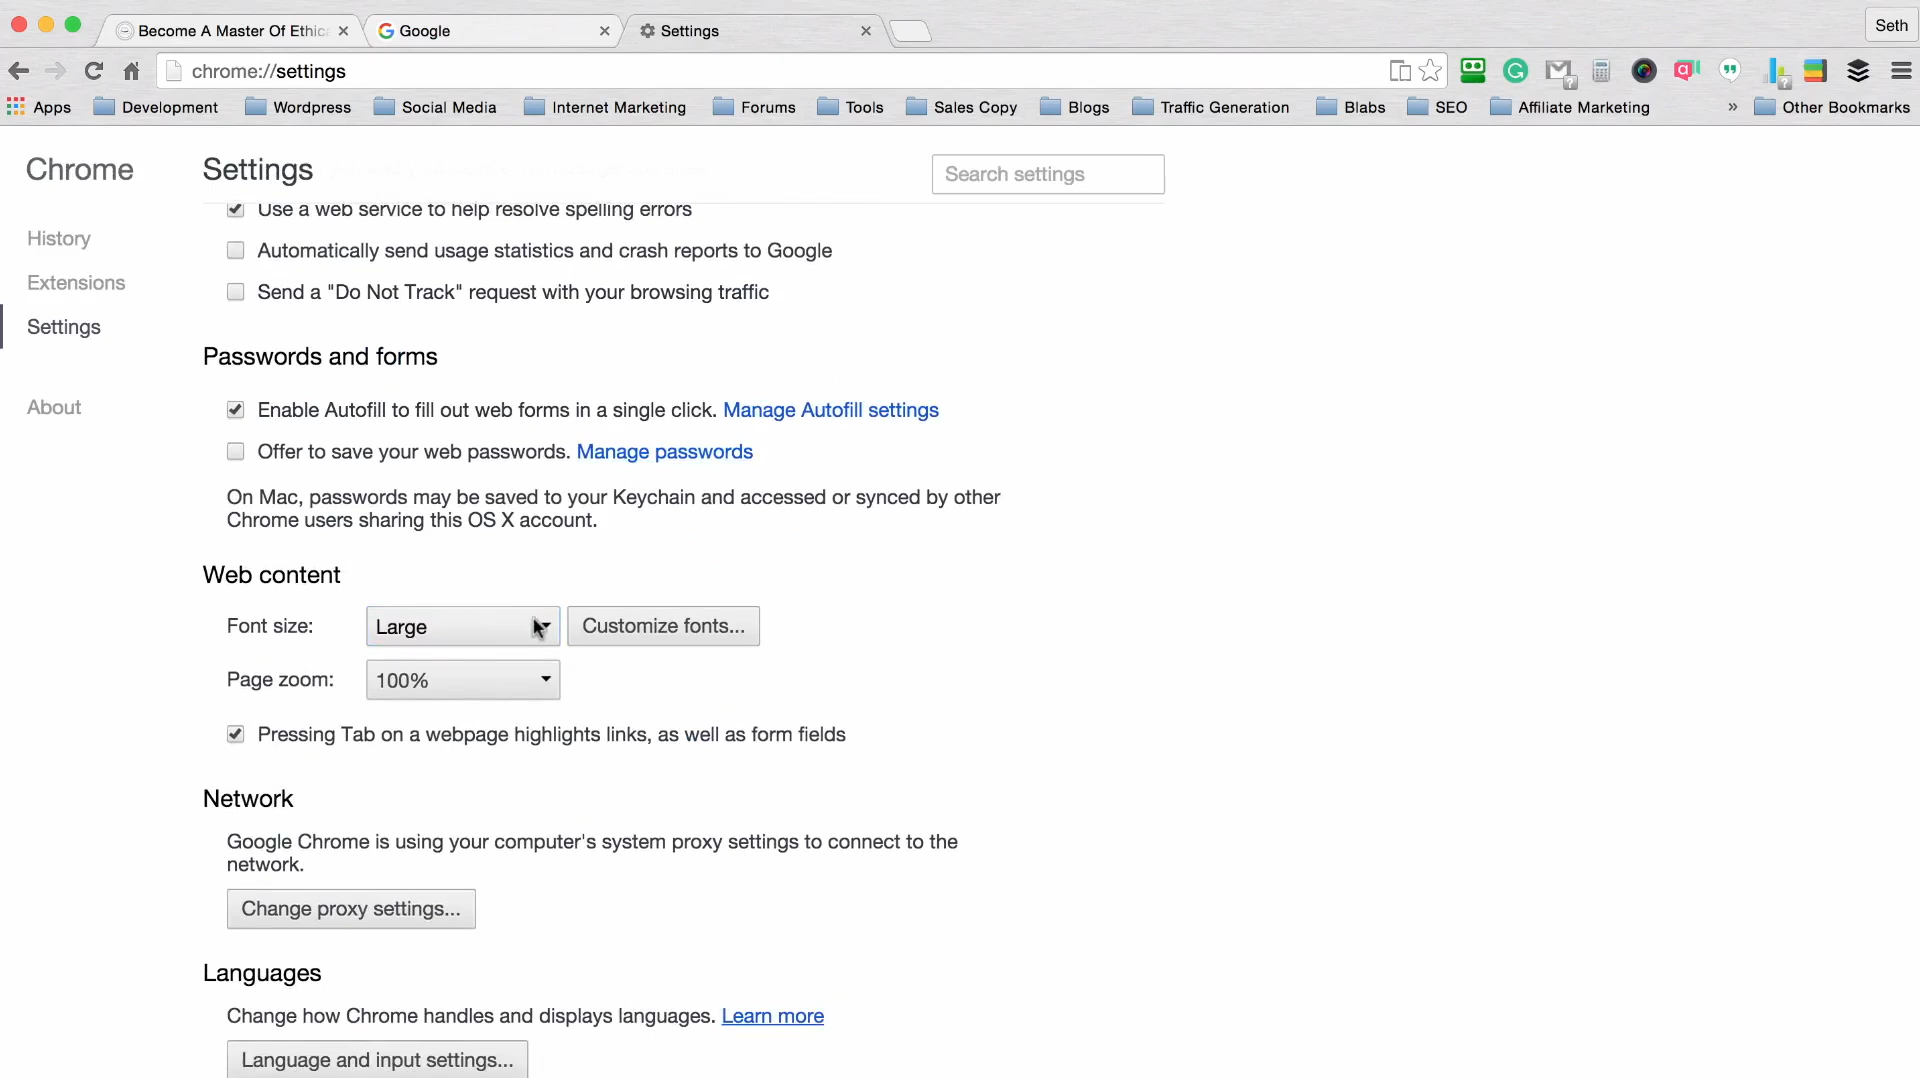 Become A Master Of Ethic
Google
Settings
Seth
chrome://settings
Apps
Development
Wordpress
Social Media
Internet Marketing
Forums
Tools
Sales Copy
Blogs
Traffic Generation
Blabs
SEO
Affiliate Marketing
»
Other Bookmarks
Chrome
History
Extensions
Settings
About
Settings
Search settings
Use a web service to help resolve spelling errors
Automatically send usage statistics and crash reports to Google
Send a "Do Not Track" request with your browsing traffic
Passwords and forms
Enable Autofill to fill out web forms in a single click. Manage Autofill settings
Offer to save your web passwords. Manage passwords
On Mac, passwords may be saved to your Keychain and accessed or synced by other
Chrome users sharing this OS X account.
Web content
Font size: Large Customize fonts...
Page zoom: 100%
Pressing Tab on a webpage highlights links, as well as form fields
Network
Google Chrome is using your computer's system proxy settings to connect to the
network.
Change proxy settings...
Languages
Change how Chrome handles and displays languages. Learn more
Language and input settings...